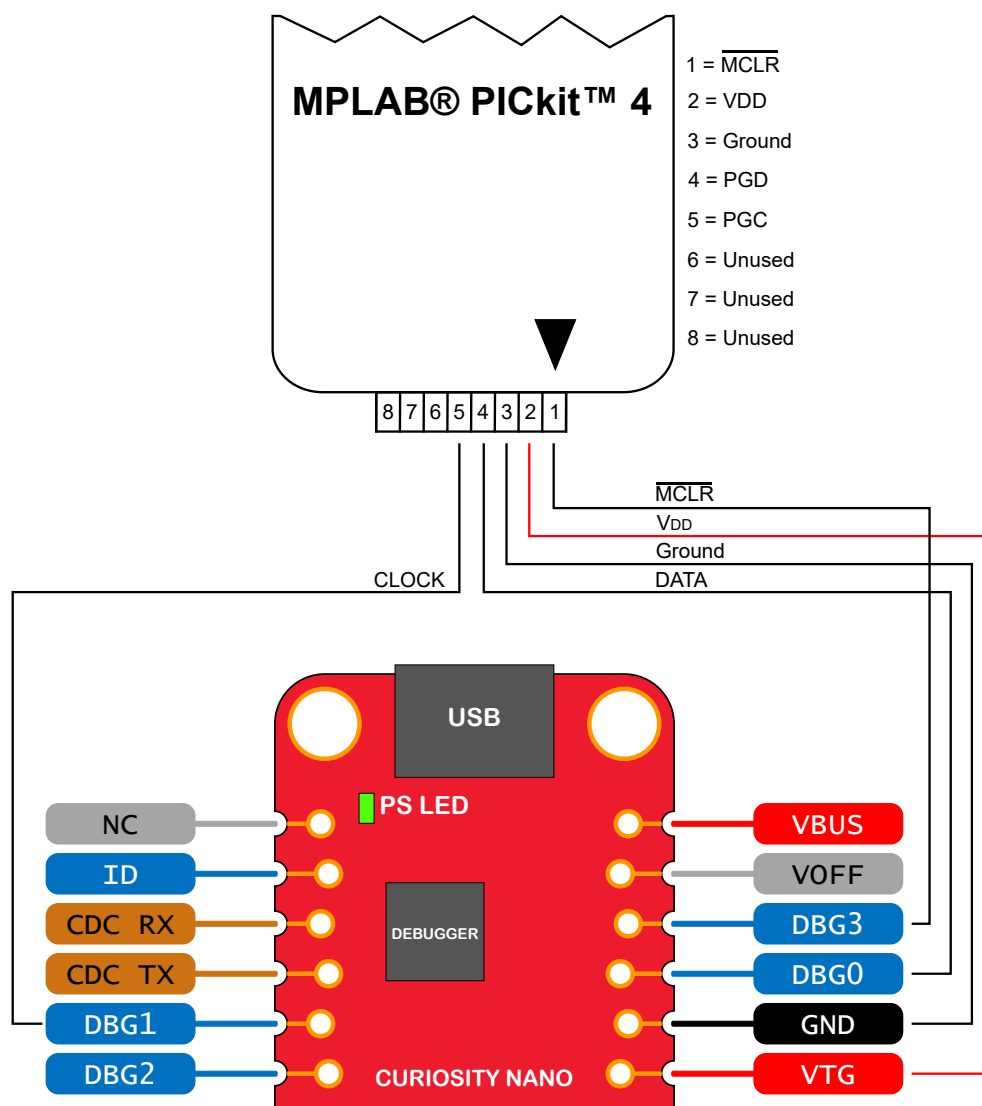 MPLAB® PICkit™ 4
1 = M̅C̅L̅R̅
2 = VDD
3 = Ground
4 = PGD
5 = PGC
6 = Unused
7 = Unused
8 = Unused
8 7 6 5 4 3 2 1
M̅C̅L̅R̅
VDD
Ground
CLOCK
DATA
USB
PS LED
DEBUGGER
CURIOSITY NANO
NC
ID
CDC RX
CDC TX
DBG1
DBG2
VBUS
VOFF
DBG3
DBG0
GND
VTG